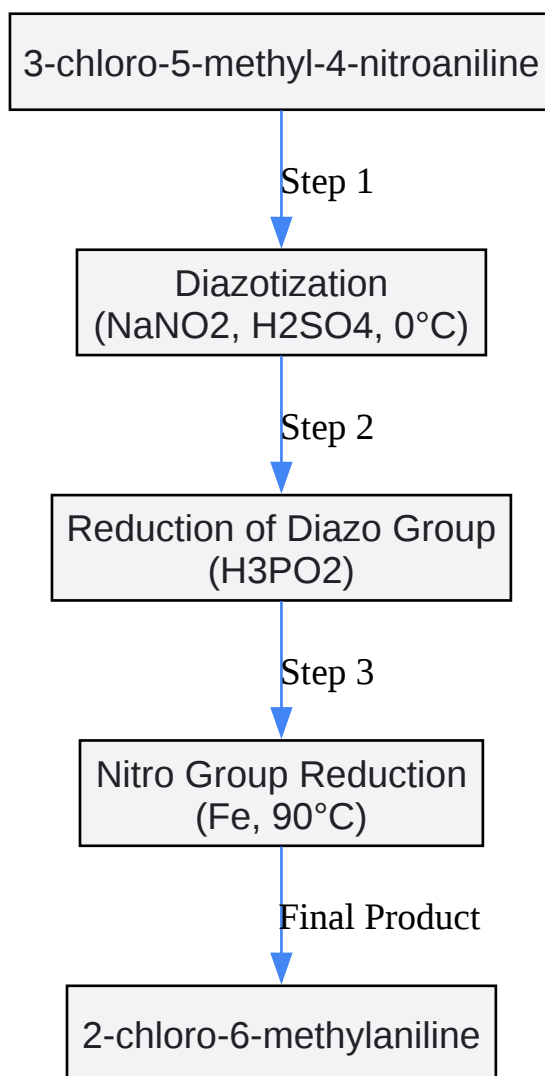 3-chloro-5-methyl-4-nitroaniline
Step 1
Diazotization
(NaNO2, H2SO4, 0°C)
Step 2
Reduction of Diazo Group
(H3PO2)
Step 3
Nitro Group Reduction
(Fe, 90°C)
Final Product
2-chloro-6-methylaniline